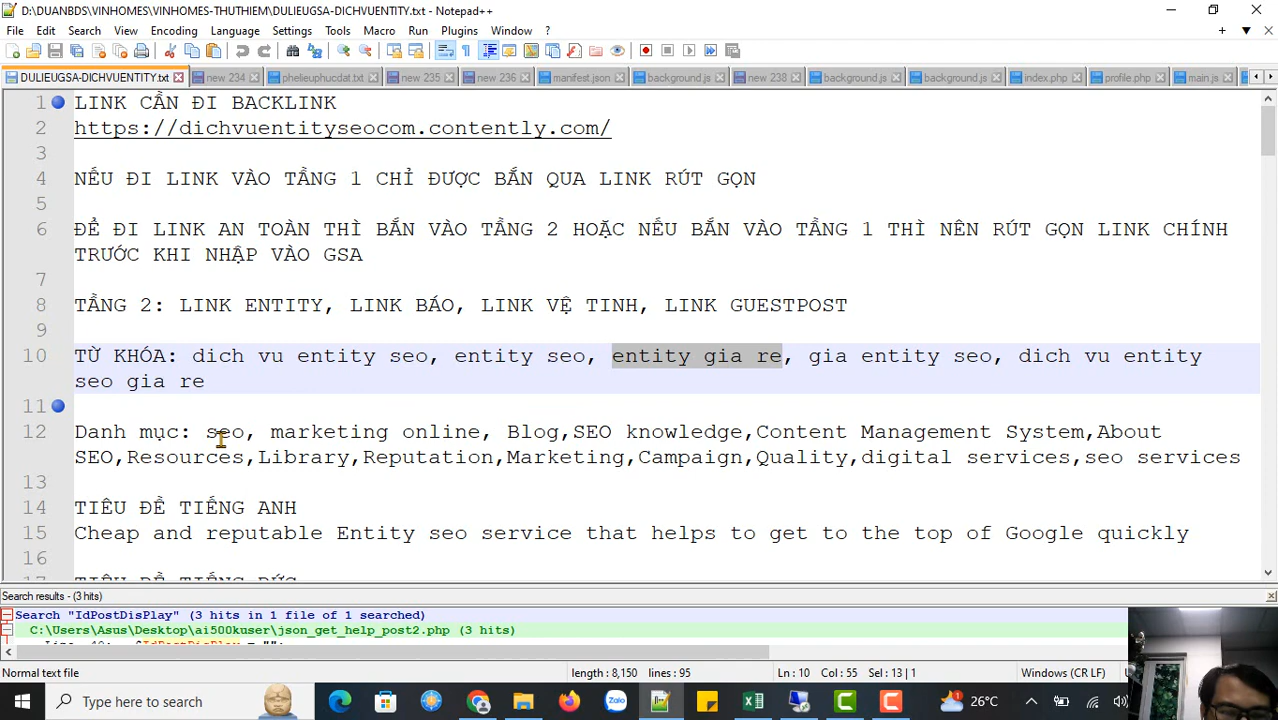 D:\DUANBDS\VINHOMES\VINHOMES-THUTHIEM\DULIEUGSA-DICHVUENTITY.txt - Notepad++
File Edit Search View Encoding Language Settings Tools Macro Run Plugins Window ?
DULIEUGSA-DICHVUENTITY.txt new 234 phelieuphucdat.txt new 235 new 236 manifest.json background.js new 238 background.js background.js index.php profile.php main.js
1 LINK CẦN ĐI BACKLINK
2 https://dichvuentityseocom.contently.com/
3
4 NẾU ĐI LINK VÀO TẦNG 1 CHỈ ĐƯỢC BẮN QUA LINK RÚT GỌN
5
6 ĐỂ ĐI LINK AN TOÀN THÌ BẮN VÀO TẦNG 2 HOẶC NẾU BẮN VÀO TẦNG 1 THÌ NÊN RÚT GỌN LINK CHÍNH
TRƯỚC KHI NHẬP VÀO GSA
7
8 TẦNG 2: LINK ENTITY, LINK BÁO, LINK VỆ TINH, LINK GUESTPOST
9
10 TỪ KHÓA: dich vu entity seo, entity seo, entity gia re, gia entity seo, dich vu entity
seo gia re
11
12 Danh mục: seo, marketing online, Blog,SEO knowledge,Content Management System,About
SEO,Resources,Library,Reputation,Marketing,Campaign,Quality,digital services,seo services
13
14 TIÊU ĐỀ TIẾNG ANH
15 Cheap and reputable Entity seo service that helps to get to the top of Google quickly
16
17 TIÊU ĐỀ TIẾNG ĐỨC
Search results - (3 hits)
Search "IdPostDisPlay" (3 hits in 1 file of 1 searched)
C:\Users\Asus\Desktop\ai500kuser\json_get_help_post2.php (3 hits)
Normal text file length : 8,150 lines : 95 Ln : 10 Col : 55 Sel : 13 | 1 Windows (CR LF)
Type here to search Zalo 1 26°C